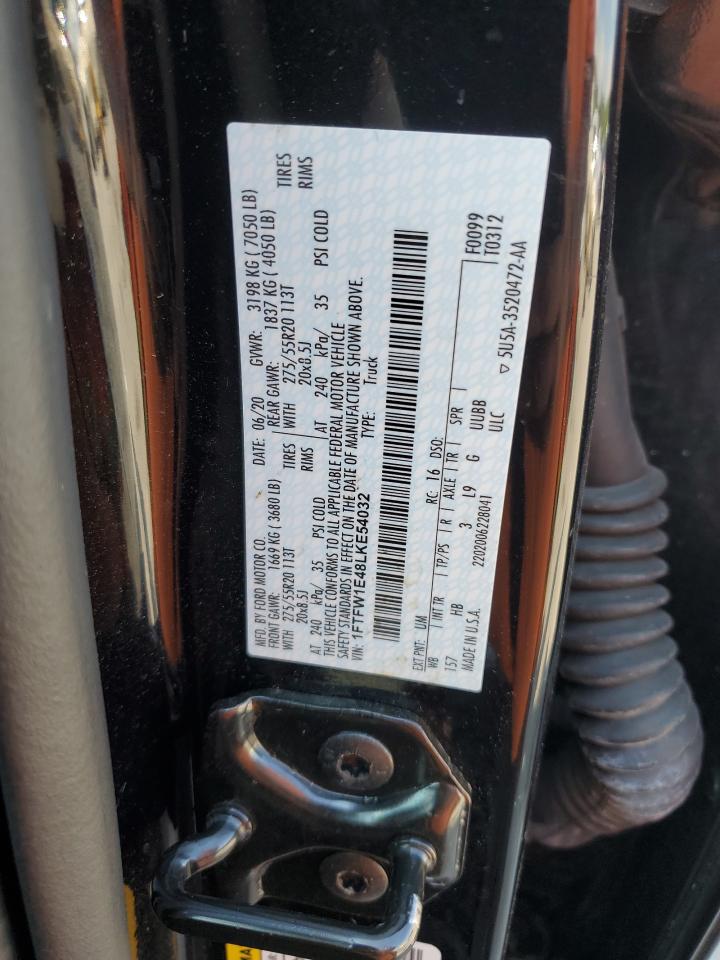 MFD. BY FORD MOTOR CO. DATE: 06/20 GVWR: 3198 KG ( 7050 LB)
FRONT GAWR: 1669 KG ( 3680 LB) REAR GAWR: 1837 KG ( 4050 LB)
WITH 275/55R20 113T TIRES WITH 275/55R20 113T TIRES
20x8.5J RIMS 20x8.5J RIMS
AT 240 kPa/ 35 PSI COLD AT 240 kPa/ 35 PSI COLD
THIS VEHICLE CONFORMS TO ALL APPLICABLE FEDERAL MOTOR VEHICLE
SAFETY STANDARDS IN EFFECT ON THE DATE OF MANUFACTURE SHOWN ABOVE.
VIN: 1FTFW1E48LKE54032 TYPE: Truck
EXT PNT: UM RC: 16 DSO: F0099
WB INT TR TP/PS R AXLE TR SPR T0312
157 HB 3 L9 G UUBB
ULC
MADE IN U.S.A. 2202006228041 5U5A-3520472-AA
MA